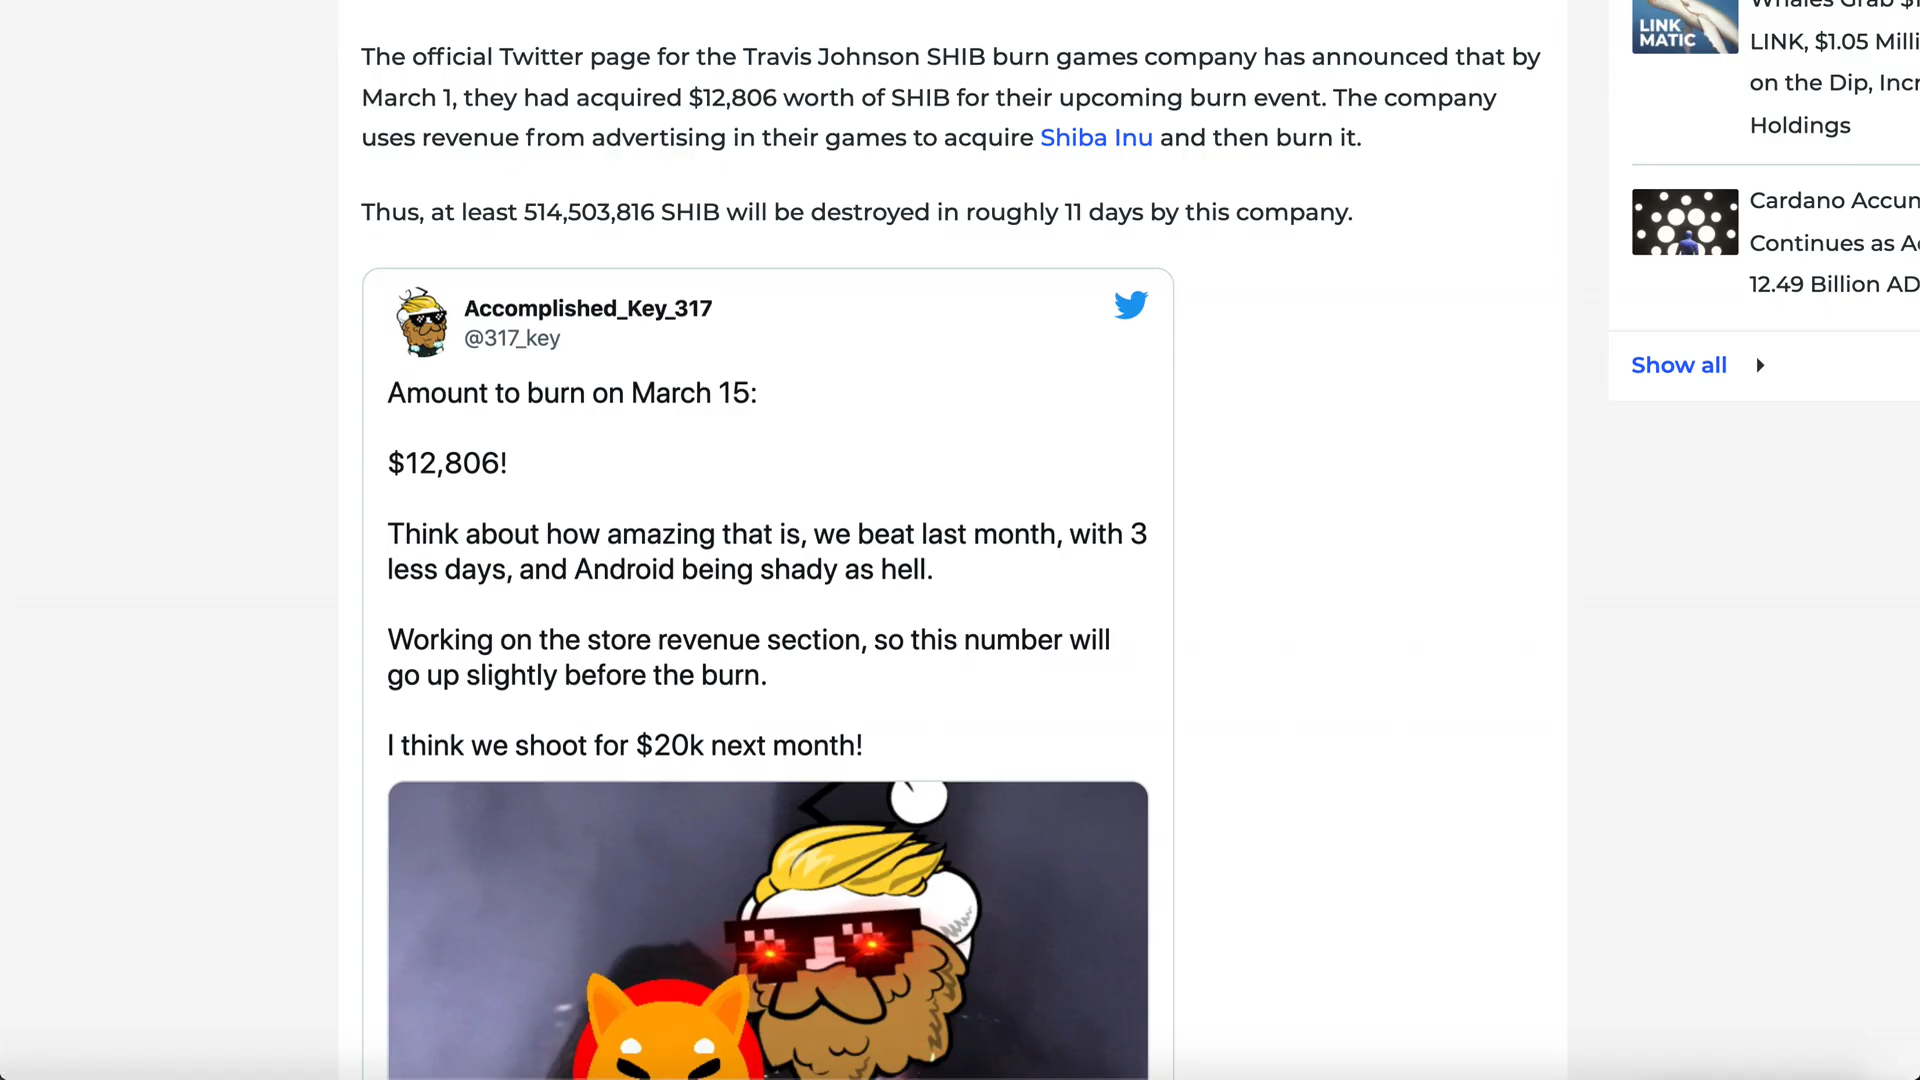 The official Twitter page for the Travis Johnson SHIB burn games company has announced that by
March 1, they had acquired $12,806 worth of SHIB for their upcoming burn event. The company
uses revenue from advertising in their games to acquire Shiba Inu and then burn it.
Thus, at least 514,503,816 SHIB will be destroyed in roughly 11 days by this company.
Accomplished_Key_317
@317_key
Amount to burn on March 15:
$12,806!
Think about how amazing that is, we beat last month, with 3
less days, and Android being shady as hell.
Working on the store revenue section, so this number will
go up slightly before the burn.
I think we shoot for $20k next month!
LINK
MATIC
Whales Grab
LINK, $1.05 Milli
on the Dip, Incr
Holdings
Cardano Accum
Continues as
12.49 Billion AD
Show all